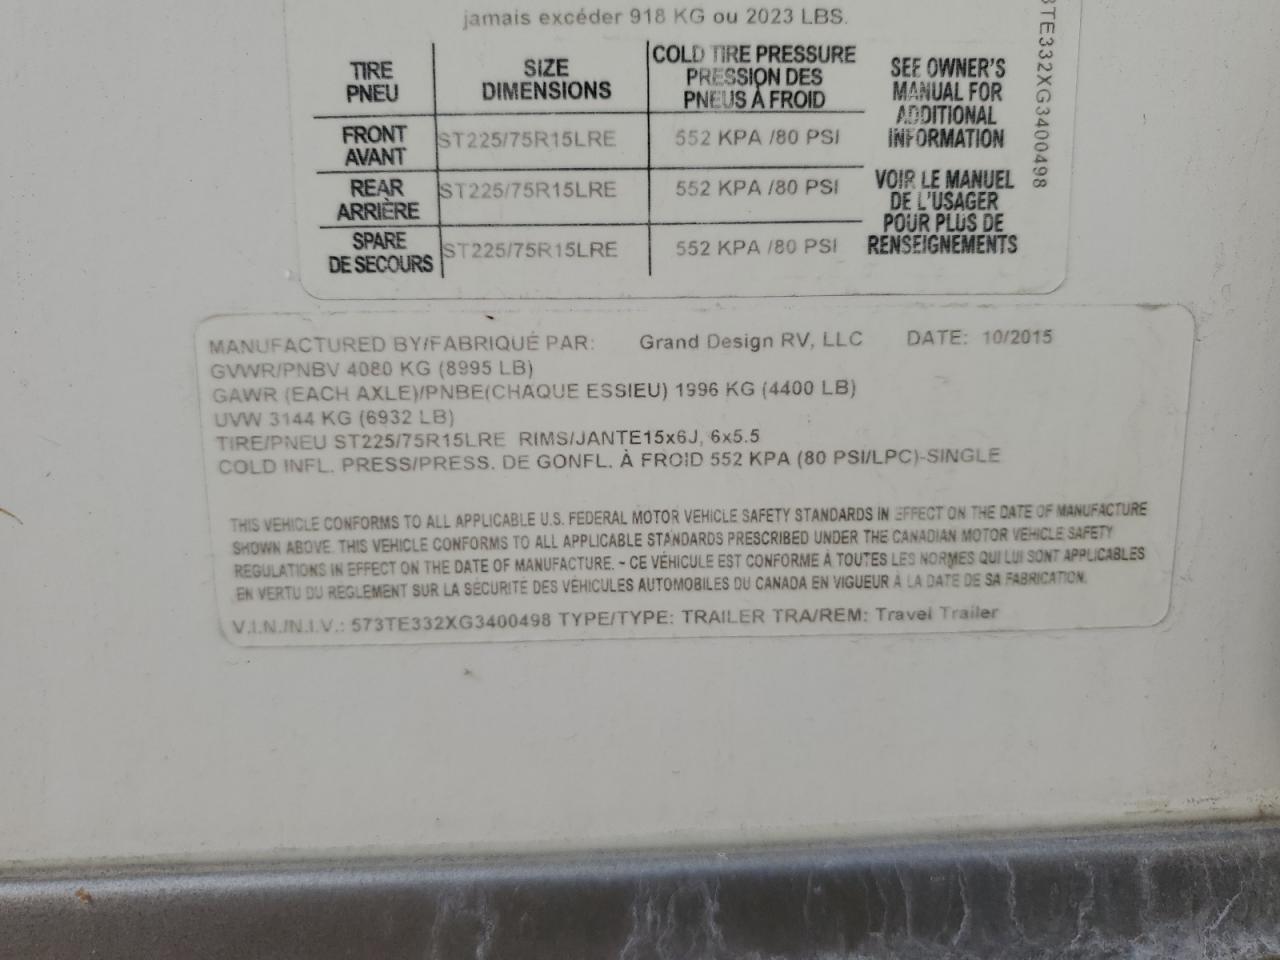 jamais excéder 918 KG ou 2023 LBS.
TIRE PNEU SIZE DIMENSIONS COLD TIRE PRESSURE PRESSION DES PNEUS À FROID
FRONT AVANT ST225/75R15LRE 552 KPA /80 PSI
REAR ARRIÈRE ST225/75R15LRE 552 KPA /80 PSI
SPARE DE SECOURS ST225/75R15LRE 552 KPA /80 PSI
SEE OWNER'S
MANUAL FOR
ADDITIONAL
INFORMATION
VOIR LE MANUEL
DE L'USAGER
POUR PLUS DE
RENSEIGNEMENTS
3TE332XG3400498
MANUFACTURED BY/FABRIQUÉ PAR: Grand Design RV, LLC DATE: 10/2015
GVWR/PNBV 4080 KG (8995 LB)
GAWR (EACH AXLE)/PNBE(CHAQUE ESSIEU) 1996 KG (4400 LB)
UVW 3144 KG (6932 LB)
TIRE/PNEU ST225/75R15LRE RIMS/JANTE15x6J, 6x5.5
COLD INFL. PRESS/PRESS. DE GONFL. À FROID 552 KPA (80 PSI/LPC)-SINGLE
THIS VEHICLE CONFORMS TO ALL APPLICABLE U.S. FEDERAL MOTOR VEHICLE SAFETY STANDARDS IN EFFECT ON THE DATE OF MANUFACTURE
SHOWN ABOVE. THIS VEHICLE CONFORMS TO ALL APPLICABLE STANDARDS PRESCRIBED UNDER THE CANADIAN MOTOR VEHICLE SAFETY
REGULATIONS IN EFFECT ON THE DATE OF MANUFACTURE. ~ CE VÉHICULE EST CONFORME À TOUTES LES NORMES QUI LUI SONT APPLICABLES
EN VERTU DU RÈGLEMENT SUR LA SÉCURITÉ DES VÉHICULES AUTOMOBILES DU CANADA EN VIGUEUR À LA DATE DE SA FABRICATION.
V.I.N./N.I.V.: 573TE332XG3400498 TYPE/TYPE: TRAILER TRA/REM: Travel Trailer